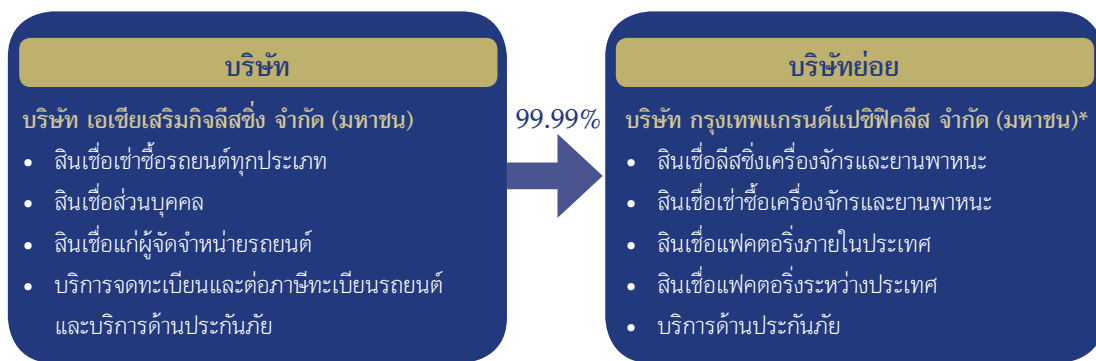 บริษัท
บริษัท เอเซียเสริมกิจลีสซิ่ง จำกัด (มหาชน)
• สินเชื่อเช่าซื้อรถยนต์ทุกประเภท
• สินเชื่อส่วนบุคคล
• สินเชื่อแก่ผู้จัดจำหน่ายรถยนต์
• บริการจดทะเบียนและต่อภาษีทะเบียนรถยนต์
และบริการด้านประกันภัย
99.99%
บริษัทย่อย
บริษัท กรุงเทพแกรนด์แปซิฟิคลีส จำกัด (มหาชน)*
• สินเชื่อลีสซิ่งเครื่องจักรและยานพาหนะ
• สินเชื่อเช่าซื้อเครื่องจักรและยานพาหนะ
• สินเชื่อแฟคตอริ่งภายในประเทศ
• สินเชื่อแฟคตอริ่งระหว่างประเทศ
• บริการด้านประกันภัย